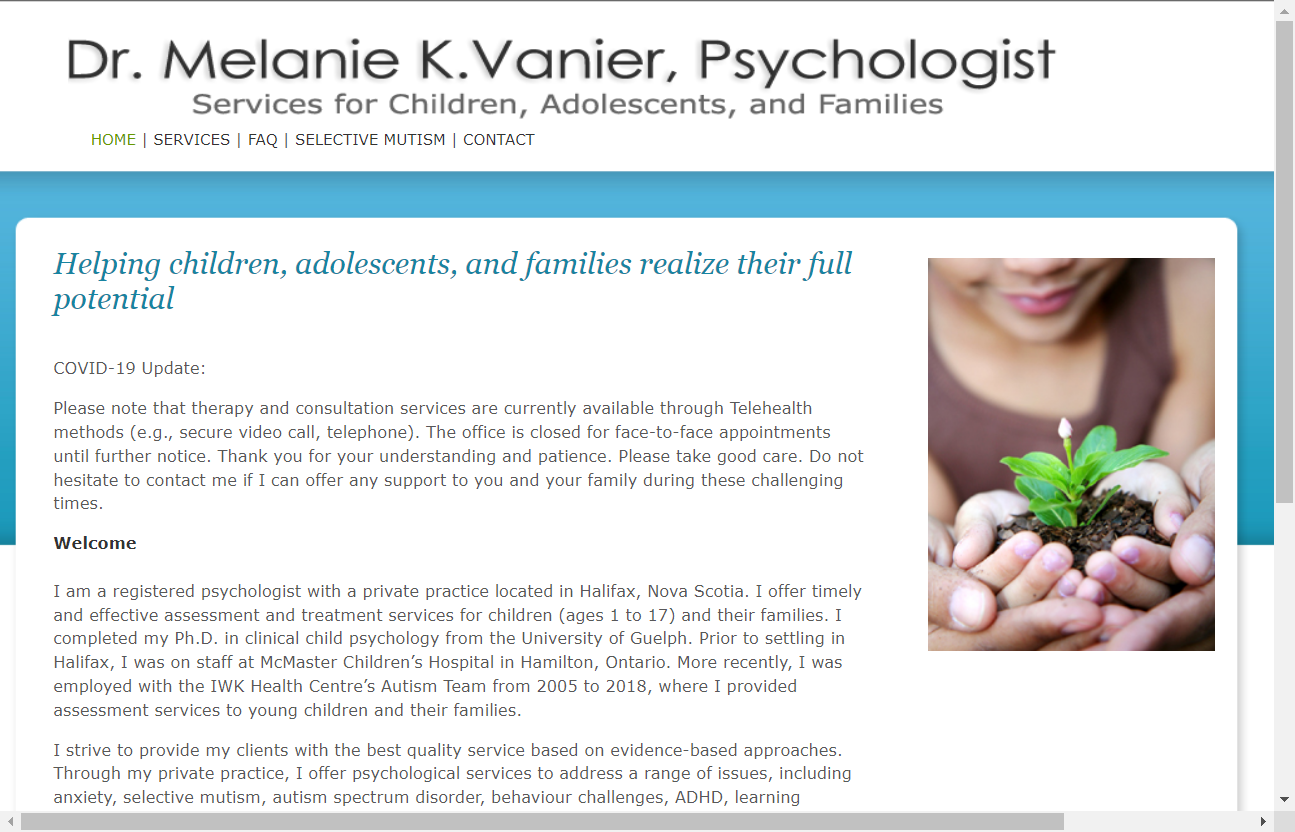 Dr. Melanie K.Vanier, Psychologist
Services for Children, Adolescents, and Families
HOME | SERVICES | FAQ | SELECTIVE MUTISM | CONTACT
Helping children, adolescents, and families realize their full
potential
COVID-19 Update:
Please note that therapy and consultation services are currently available through Telehealth
methods (e.g., secure video call, telephone). The office is closed for face-to-face appointments
until further notice. Thank you for your understanding and patience. Please take good care. Do not
hesitate to contact me if I can offer any support to you and your family during these challenging
times.
Welcome
I am a registered psychologist with a private practice located in Halifax, Nova Scotia. I offer timely
and effective assessment and treatment services for children (ages 1 to 17) and their families. I
completed my Ph.D. in clinical child psychology from the University of Guelph. Prior to settling in
Halifax, I was on staff at McMaster Children’s Hospital in Hamilton, Ontario. More recently, I was
employed with the IWK Health Centre’s Autism Team from 2005 to 2018, where I provided
assessment services to young children and their families.
I strive to provide my clients with the best quality service based on evidence-based approaches.
Through my private practice, I offer psychological services to address a range of issues, including
anxiety, selective mutism, autism spectrum disorder, behaviour challenges, ADHD, learning